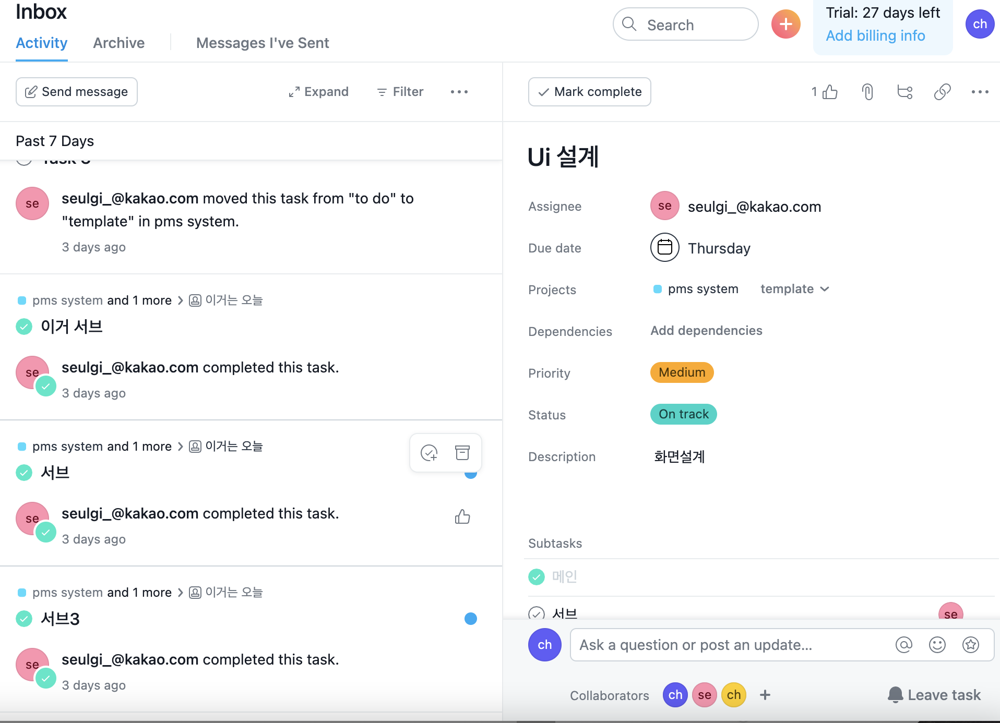 Inbox
Activity
Archive
Messages I've Sent
Search
Trial: 27 days left
Add billing info
ch
Send message
Expand
Filter
Past 7 Days
se
seulgi_@kakao.com moved this task from "to do" to
"template" in pms system.
3 days ago
pms system and 1 more > 이거는 오늘
이거 서브
se
seulgi_@kakao.com completed this task.
3 days ago
pms system and 1 more > 이거는 오늘
서브
se
seulgi_@kakao.com completed this task.
3 days ago
pms system and 1 more > 이거는 오늘
서브3
se
seulgi_@kakao.com completed this task.
3 days ago
Mark complete
1
Ui 설계
Assignee
se
seulgi_@kakao.com
Due date
Thursday
Projects
pms system
template
Dependencies
Add dependencies
Priority
Medium
Status
On track
Description
화면설계
Subtasks
메인
서브
se
ch
Ask a question or post an update...
Collaborators
ch
se
ch
Leave task